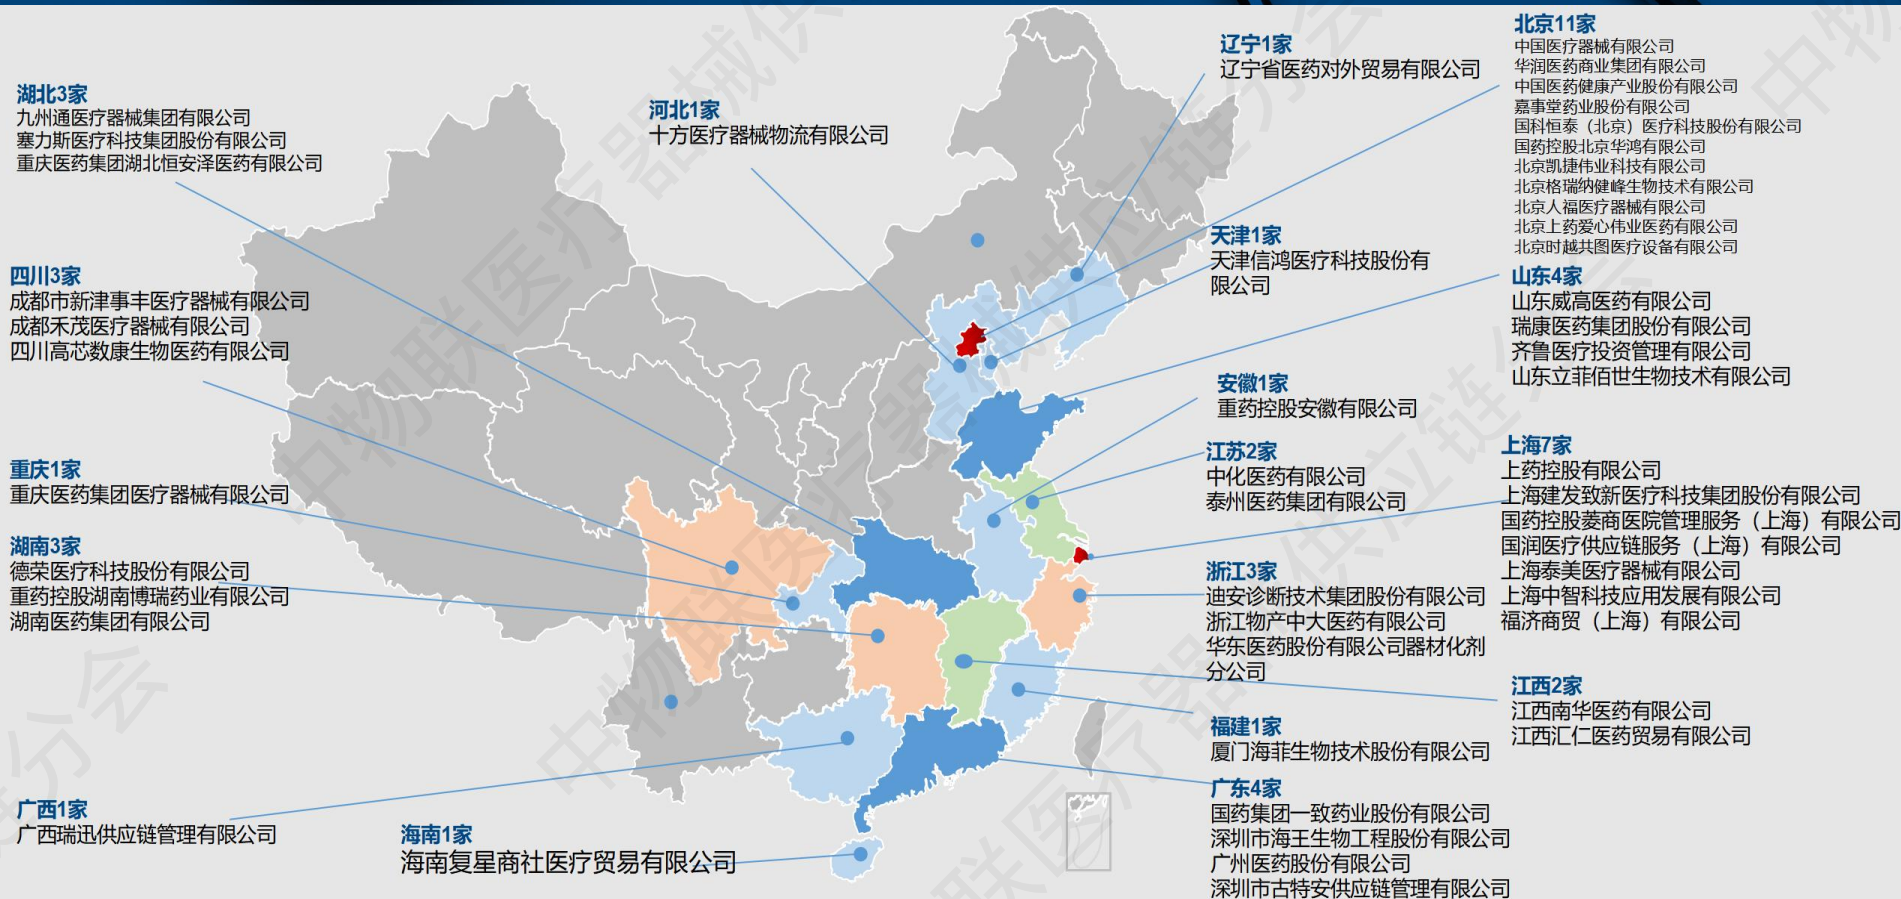 湖北3家
九州通医疗器械集团有限公司
塞力斯医疗科技集团股份有限公司
重庆医药集团湖北恒安泽医药有限公司
四川3家
成都市新津事丰医疗器械有限公司
成都禾茂医疗器械有限公司
四川高芯数康生物医药有限公司
重庆1家
重庆医药集团医疗器械有限公司
湖南3家
德荣医疗科技股份有限公司
重药控股湖南博瑞药业有限公司
湖南医药集团有限公司
广西1家
广西瑞迅供应链管理有限公司
海南1家
海南复星商社医疗贸易有限公司
河北1家
十方医疗器械物流有限公司
辽宁1家
辽宁省医药对外贸易有限公司
天津1家
天津信鸿医疗科技股份有
限公司
安徽1家
重药控股安徽有限公司
江苏2家
中化医药有限公司
泰州医药集团有限公司
浙江3家
迪安诊断技术集团股份有限公司
浙江物产中大医药有限公司
华东医药股份有限公司器材化剂
分公司
福建1家
厦门海菲生物技术股份有限公司
广东4家
国药集团一致药业股份有限公司
深圳市海王生物工程股份有限公司
广州医药股份有限公司
深圳市古特安供应链管理有限公司
北京11家
中国医疗器械有限公司
华润医药商业集团有限公司
中国医药健康产业股份有限公司
嘉事堂药业股份有限公司
国科恒泰（北京）医疗科技股份有限公司
国药控股北京华鸿有限公司
北京凯捷伟业科技有限公司
北京格瑞纳健峰生物技术有限公司
北京人福医疗器械有限公司
北京上药爱心伟业医药有限公司
北京时越共图医疗设备有限公司
山东4家
山东威高医药有限公司
瑞康医药集团股份有限公司
齐鲁医疗投资管理有限公司
山东立菲佰世生物技术有限公司
上海7家
上药控股有限公司
上海建发致新医疗科技集团股份有限公司
国药控股菱商医院管理服务（上海）有限公司
国润医疗供应链服务（上海）有限公司
上海泰美医疗器械有限公司
上海中智科技应用发展有限公司
福济商贸（上海）有限公司
江西2家
江西南华医药有限公司
江西汇仁医药贸易有限公司
中物联医疗器械供应链分会
中物联医疗器械供应链分会